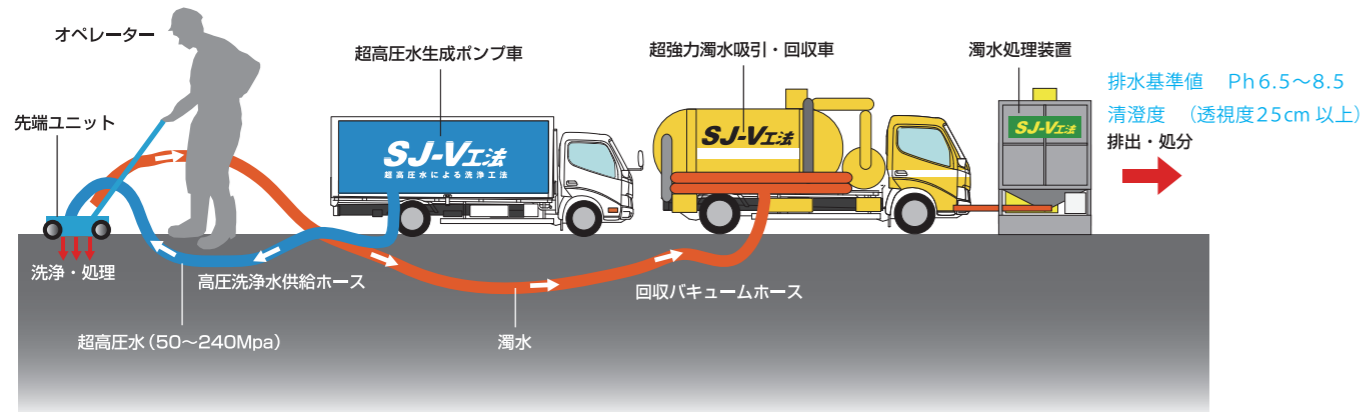 オペレーター
先端ユニット
超高圧水生成ポンプ車
超強力濁水吸引・回収車
濁水処理装置
排水基準値　Ph6.5～8.5
清澄度　（透視度25cm 以上）
排出・処分
SJ-V工法
超高圧水による洗浄工法
SJ-V工法
SJ-V工法
洗浄・処理
高圧洗浄水供給ホース
回収バキュームホース
超高圧水（50～240Mpa）
濁水